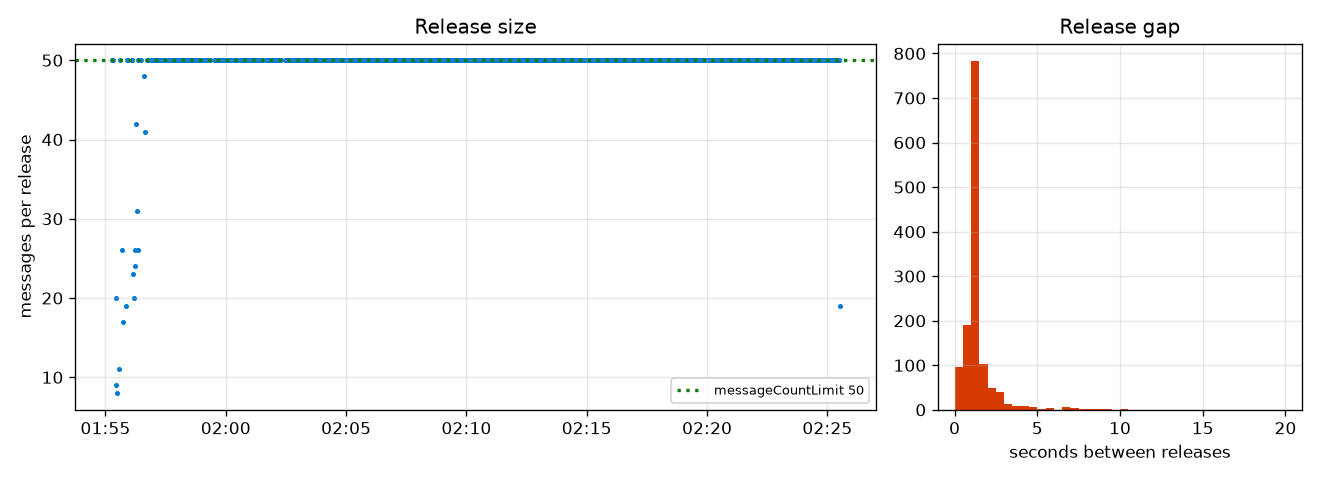 Release size
messages per release
50
40
30
20
10
messageCountLimit 50
01:55 02:00 02:05 02:10 02:15 02:20 02:25
Release gap
800
700
600
500
400
300
200
100
0
0 5 10 15 20
seconds between releases